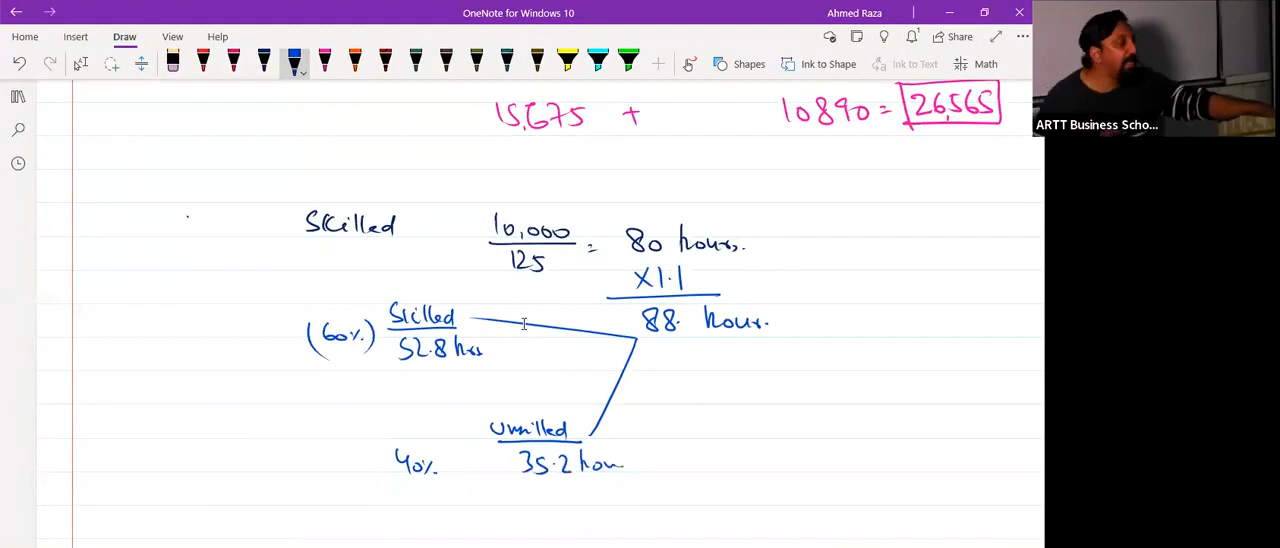 OneNote for Windows 10
Ahmed Raza
Home Insert Draw View Help
Share
Shapes Ink to Shape Ink to Text Math
15,675 + 10890 = 26,565
ARTT Business Scho...
Skilled 10,000 / 125 = 80 hours.
x1.1
88. hour.
(60%) Skilled
52.8 hrs
Unskilled
40% 35.2 hou